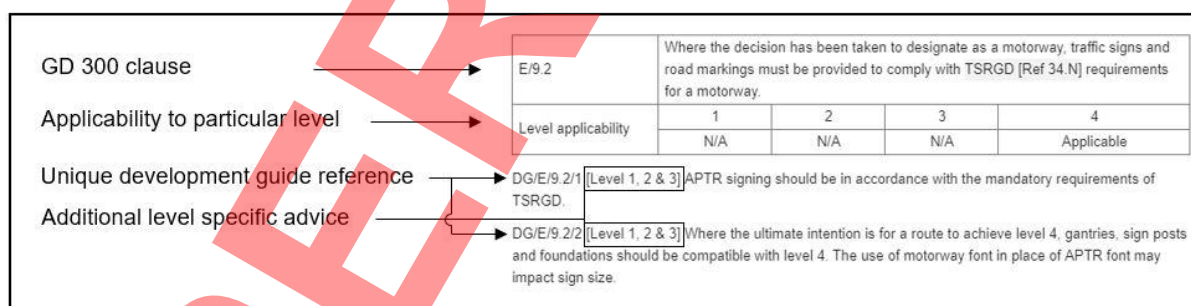 GD 300 clause
Applicability to particular level
Unique development guide reference
Additional level specific advice
E/9.2
Where the decision has been taken to designate as a motorway, traffic signs and
road markings must be provided to comply with TSRGD [Ref 34.N] requirements
for a motorway.
Level applicability
1 2 3 4
N/A N/A N/A Applicable
DG/E/9.2/1 [Level 1, 2 & 3] APTR signing should be in accordance with the mandatory requirements of
TSRGD.
DG/E/9.2/2 [Level 1, 2 & 3] Where the ultimate intention is for a route to achieve level 4, gantries, sign posts
and foundations should be compatible with level 4. The use of motorway font in place of APTR font may
impact sign size.